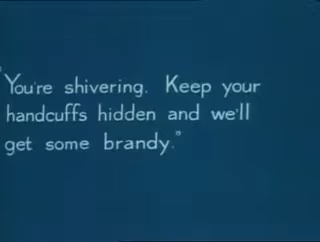 "You're shivering. Keep your
handcuffs hidden and we'll
get some brandy."